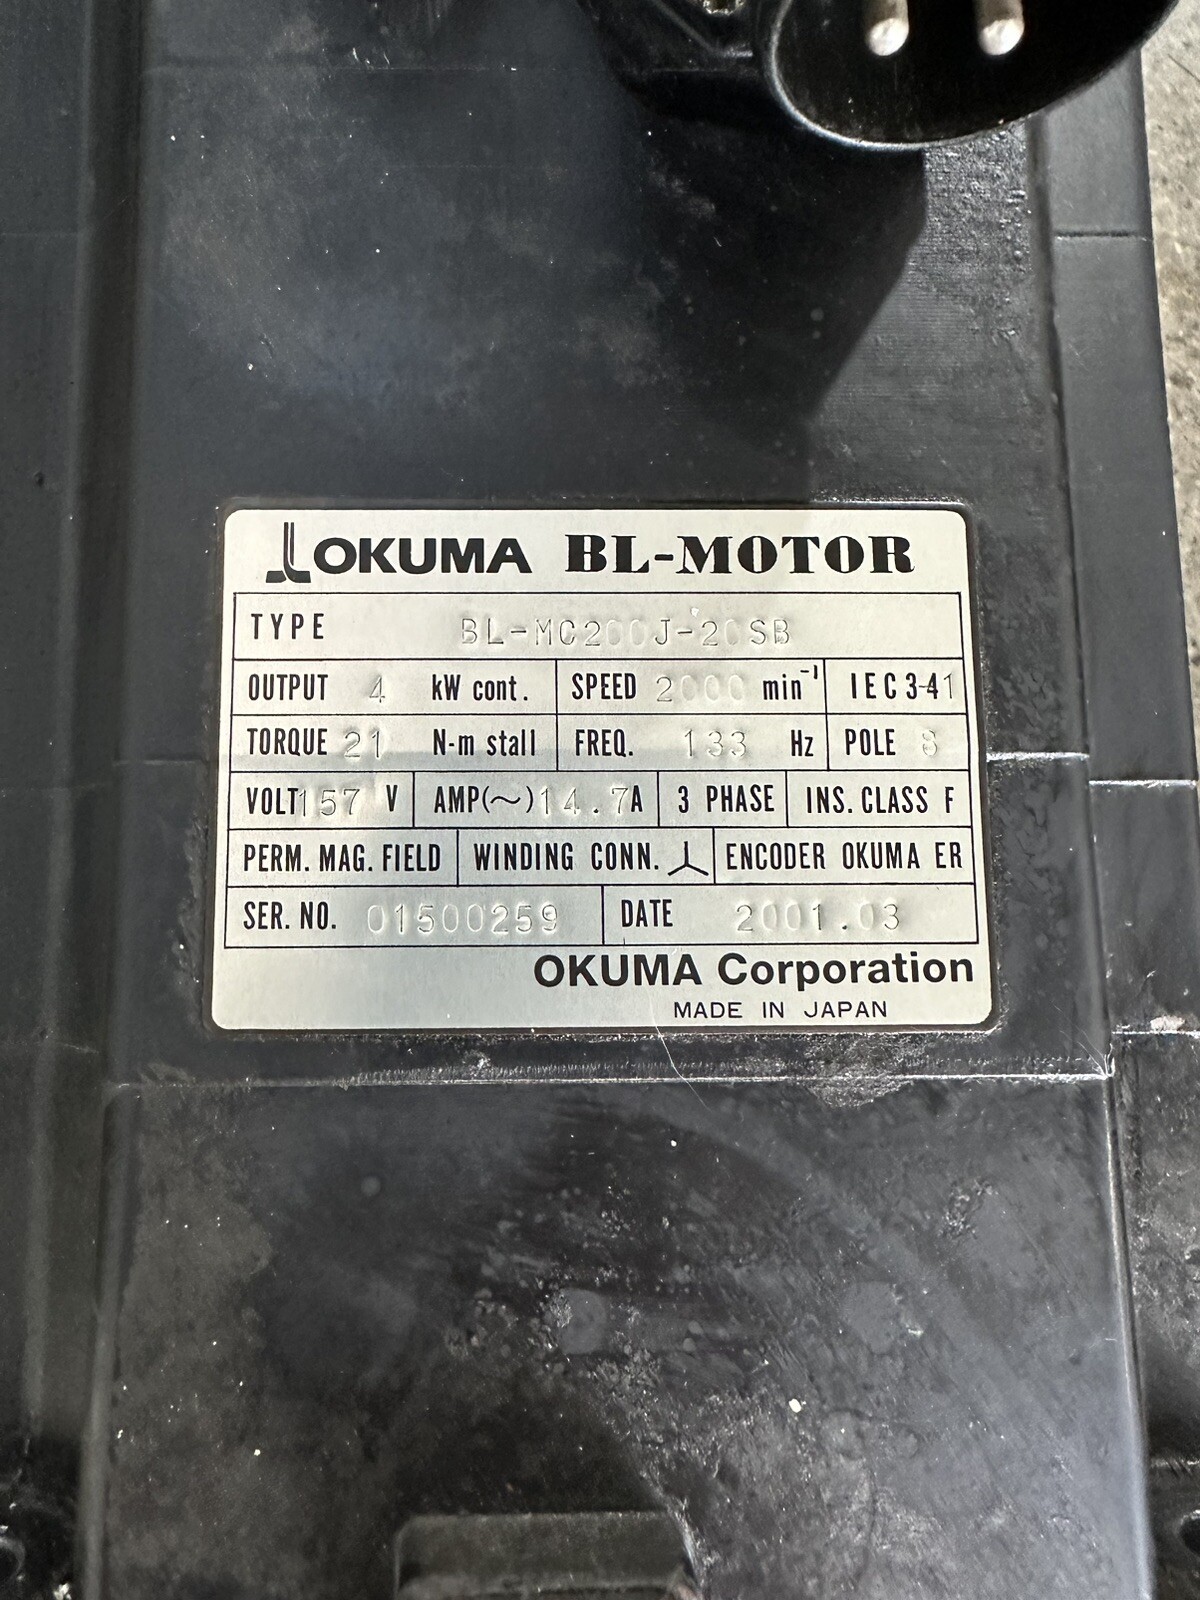 OKUMA BL-MOTOR
TYPE BL-MC200J-20SB
OUTPUT 4 kW cont. SPEED 2000 min⁻¹ IEC34-1
TORQUE 21 N-m stall FREQ. 133 Hz POLE 8
VOLT 157 V AMP(~) 14.7A 3 PHASE INS. CLASS F
PERM. MAG. FIELD WINDING CONN. ENCODER OKUMA ER
SER. NO. 01500259 DATE 2001.03
OKUMA Corporation
MADE IN JAPAN